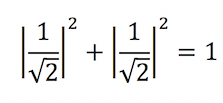 |1/√2|² + |1/√2|² = 1